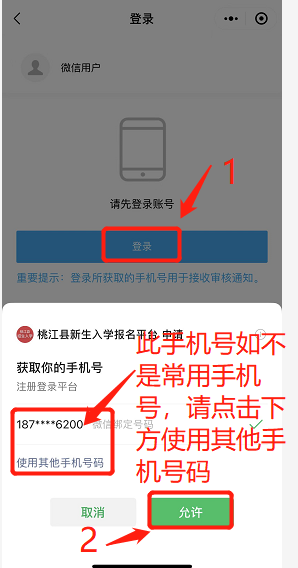 登录
微信用户
1
请先登录账号
登录
重要提示：登录所获取的手机号用于接收审核通知。
桃江县新生入学报名平台 申请
获取你的手机号
注册登录平台
此手机号如不
是常用手机
号，请点击下
方使用其他手
机号码
187****6200 微信绑定号码
使用其他手机号码
取消
允许
2